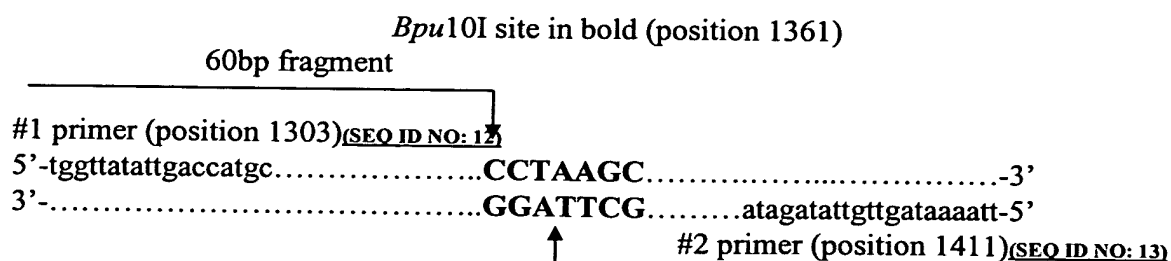 Bpu10I site in bold (position 1361)
60bp fragment
#1 primer (position 1303)(SEQ ID NO: 12)
5’-tggttatattgaccatgc………………….CCTAAGC………..……..…………….-3’
3’-……………………………………..GGATTCG………..atagatattgttgataaaaatt-5’
#2 primer (position 1411)(SEQ ID NO: 13)